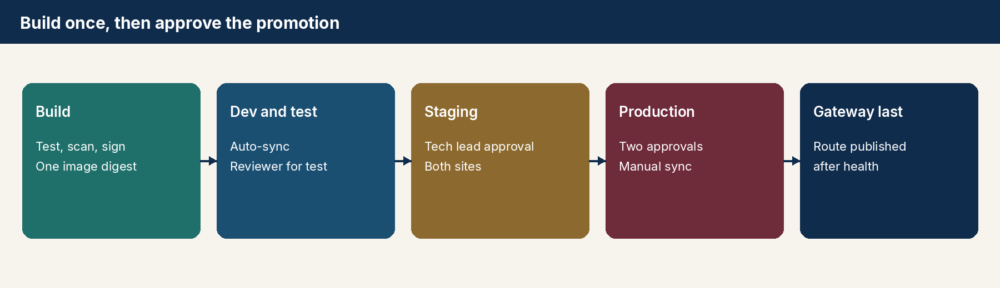 Build once, then approve the promotion
Build
Test, scan, sign
One image digest
Dev and test
Auto-sync
Reviewer for test
Staging
Tech lead approval
Both sites
Production
Two approvals
Manual sync
Gateway last
Route published
after health